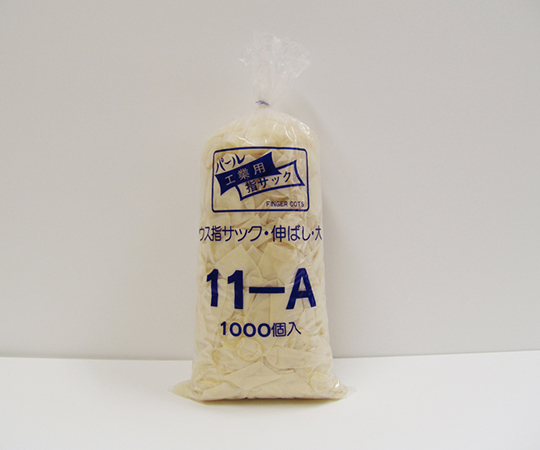 パール
工業用
指サック
FINGER COTS
ウス指サック・伸ばし・大
11-A
1000個入